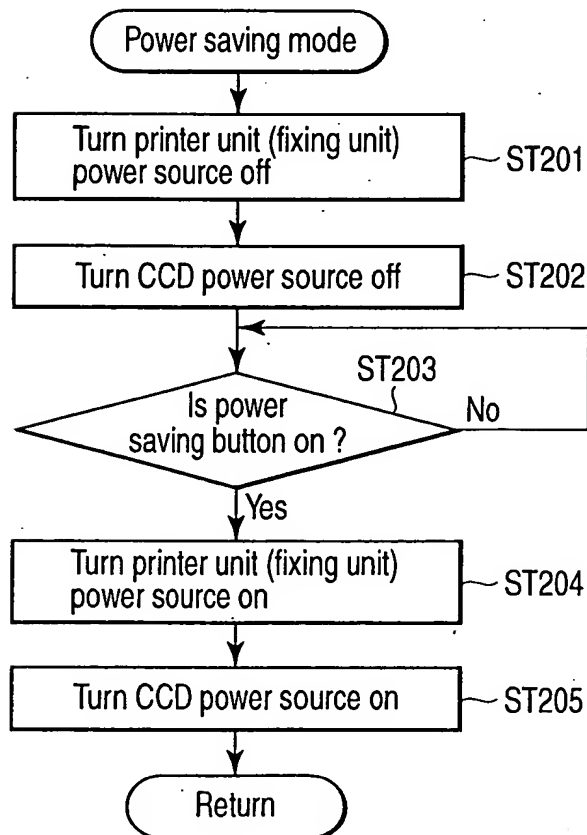 Power saving mode
Turn printer unit (fixing unit)
power source off
ST201
Turn CCD power source off
ST202
ST203
Is power
saving button on ?
No
Yes
Turn printer unit (fixing unit)
power source on
ST204
Turn CCD power source on
ST205
Return